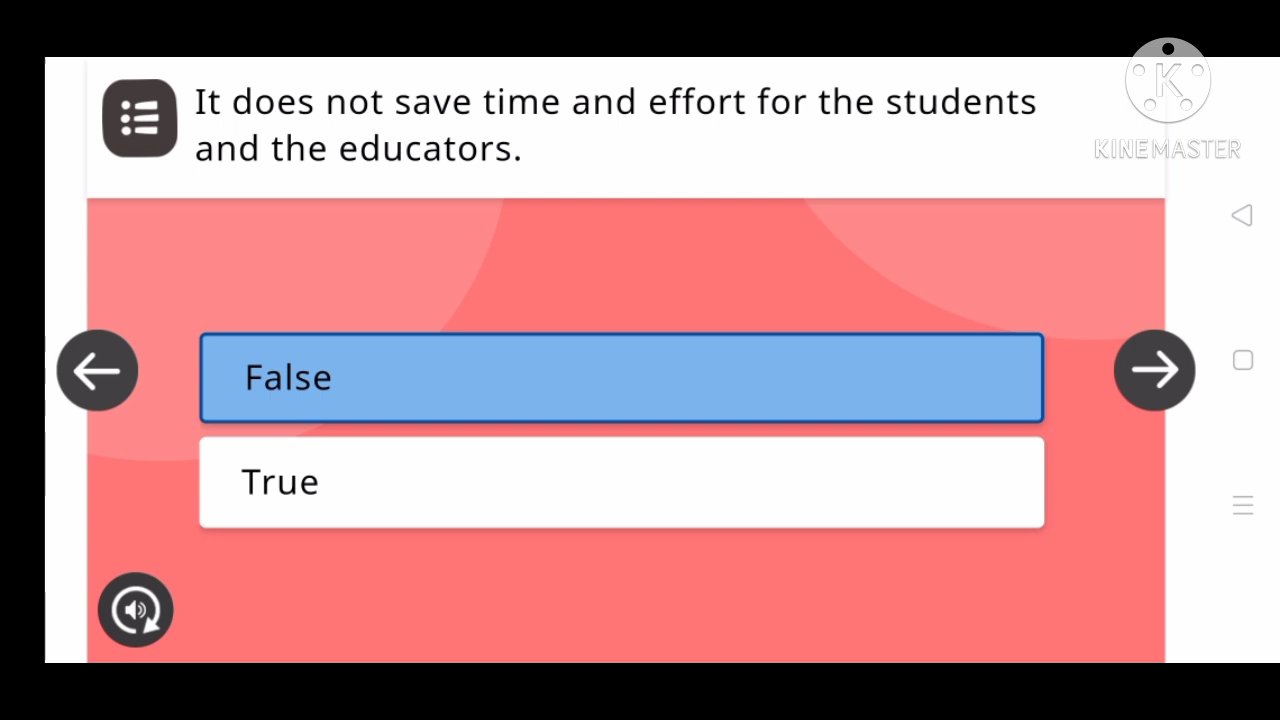 It does not save time and effort for the students
and the educators.
KINEMASTER
False
True